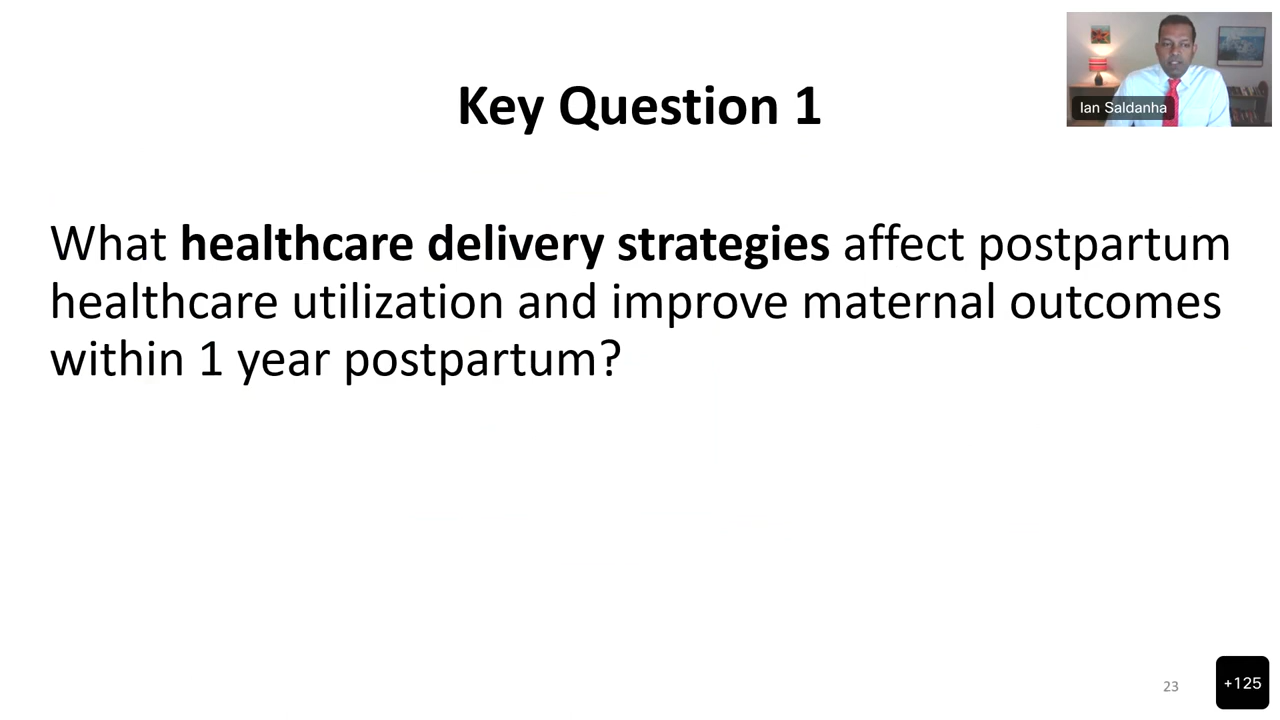 Key Question 1
Ian Saldanha
What healthcare delivery strategies affect postpartum
healthcare utilization and improve maternal outcomes
within 1 year postpartum?
23
+125